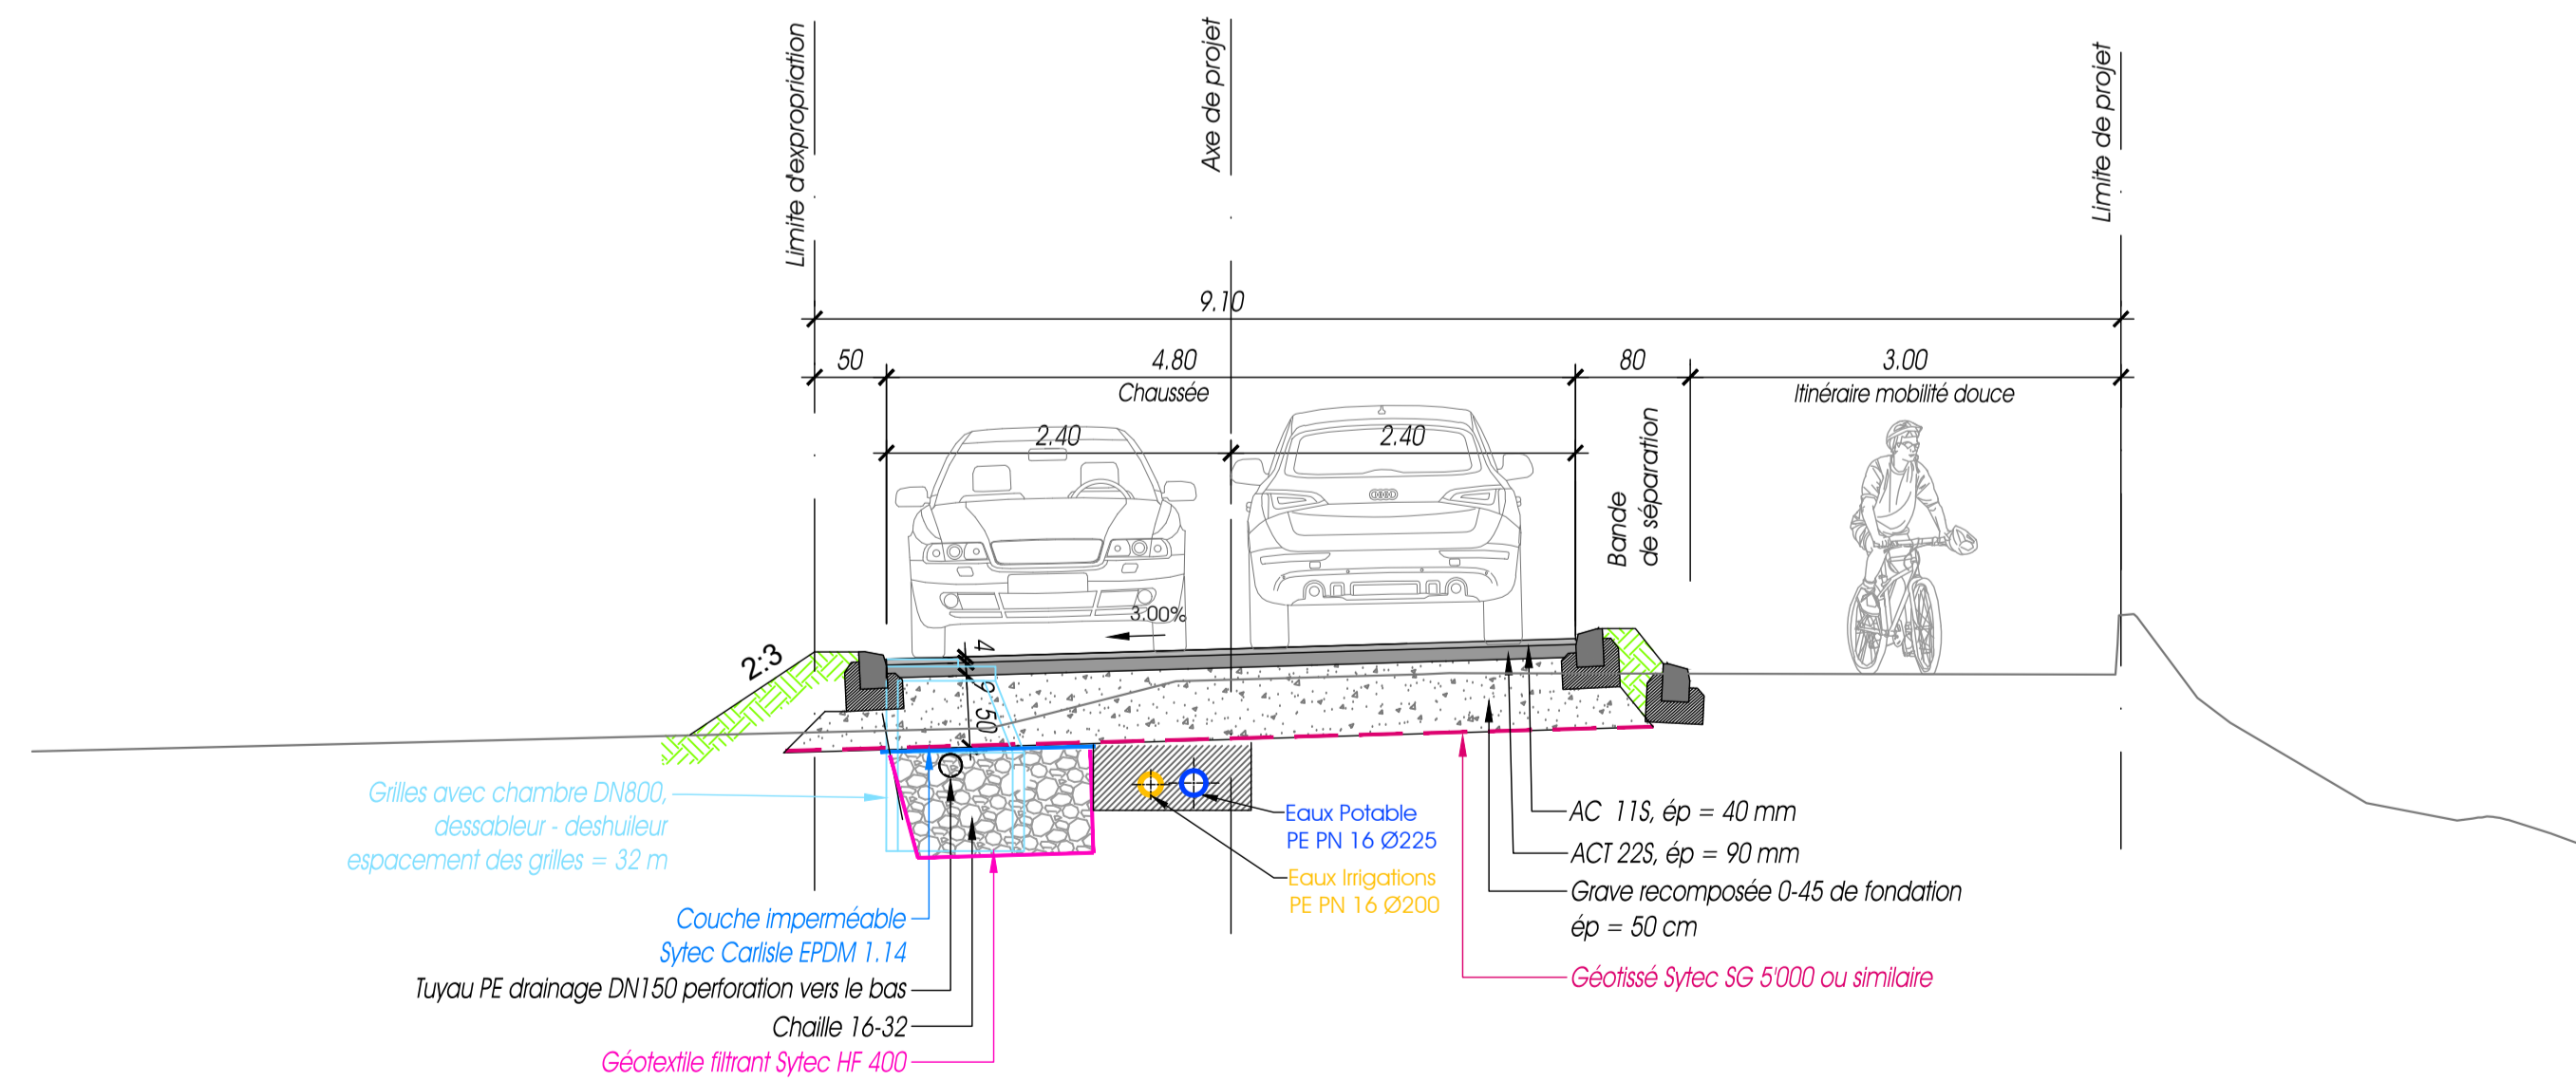 Limite d'expropriation
Axe de projet
Limite de projet
9.10
50
4.80
80
3.00
Chaussée
Itinéraire mobilité douce
2.40
2.40
Bande
de séparation
3.00%
2:3
4
9
50
Grilles avec chambre DN800,
dessableur - deshuileur
espacement des grilles = 32 m
Couche imperméable
Sytec Carlisle EPDM 1.14
Tuyau PE drainage DN150 perforation vers le bas
Chaille 16-32
Géotextile filtrant Sytec HF 400
Eaux Potable
PE PN 16 Ø225
Eaux Irrigations
PE PN 16 Ø200
AC 11S, ép = 40 mm
ACT 22S, ép = 90 mm
Grave recomposée 0-45 de fondation
ép = 50 cm
Géotissé Sytec SG 5'000 ou similaire